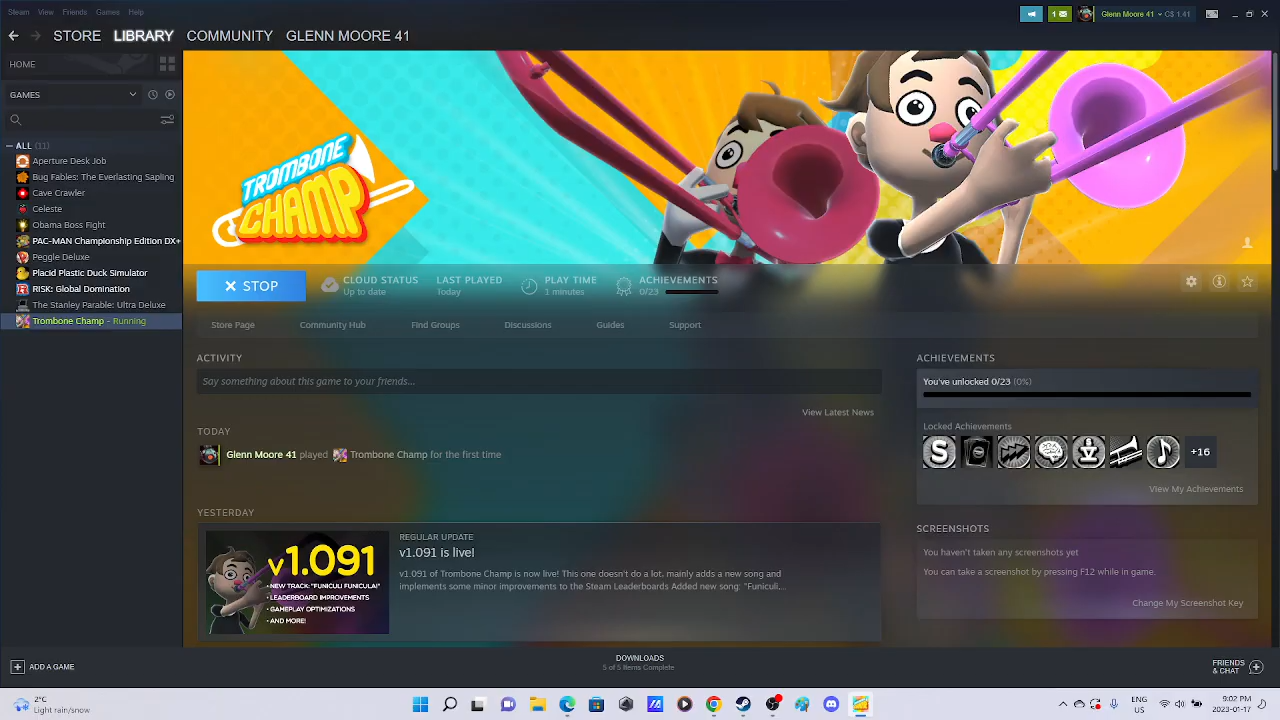 Steam View Friends Games Help
1
Glenn Moore 41
C$ 1.41
STORE LIBRARY COMMUNITY GLENN MOORE 41
HOME
GAMES
ALL (11)
Another Brick Job
Book Fables: The Everlasting Sapling
Cave Crawler
Celeste
Obama Boss Fight
PAC-MAN Championship Edition DX+
Peggle Deluxe
Placid Plastic Duck Simulator
Rise: Global Domination
The Stanley Parable: Ultra Deluxe
Trombone Champ - Running
TROMBONE
CHAMP
STOP
CLOUD STATUS
Up to date
LAST PLAYED
Today
PLAY TIME
1 minutes
ACHIEVEMENTS
0/23
Store Page Community Hub Find Groups Discussions Guides Support
ACTIVITY
Say something about this game to your friends...
View Latest News
TODAY
Glenn Moore 41 played Trombone Champ for the first time
YESTERDAY
v1.091
• NEW TRACK: "FUNICULI FUNICULA!"
• LEADERBOARD IMPROVEMENTS
• GAMEPLAY OPTIMIZATIONS
• AND MORE!
REGULAR UPDATE
v1.091 is live!
v1.091 of Trombone Champ is now live! This one doesn't do a lot, mainly adds a new song and
implements some minor improvements to the Steam Leaderboards Added new song: "Funiculi...
ACHIEVEMENTS
You've unlocked 0/23 (0%)
Locked Achievements
S
+16
View My Achievements
SCREENSHOTS
You haven't taken any screenshots yet
You can take a screenshot by pressing F12 while in game.
Change My Screenshot Key
ADD A GAME
DOWNLOADS
5 of 5 Items Complete
FRIENDS
& CHAT
2°C
Light rain/snow
ENG
US
9:02 PM